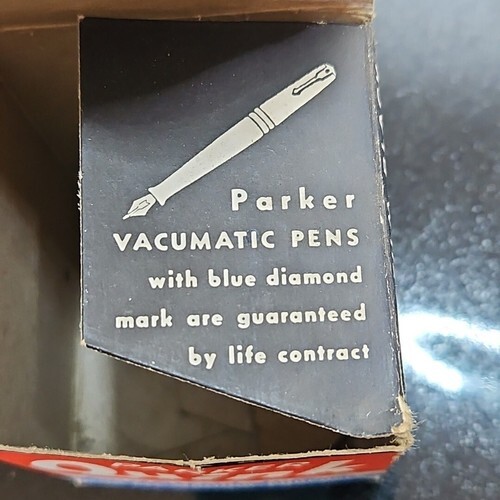 Parker
VACUMATIC PENS
with blue diamond
mark are guaranteed
by life contract